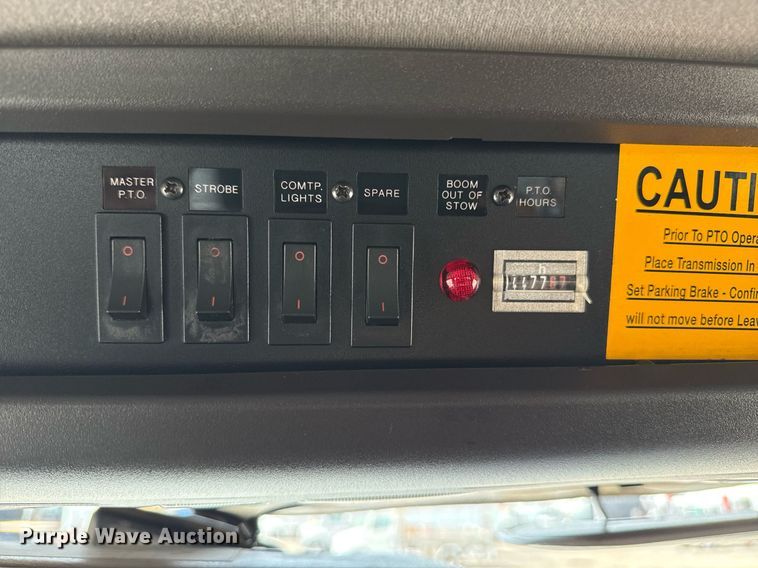 MASTER
P.T.O.
STROBE
COMTP.
LIGHTS
SPARE
BOOM
OUT OF
STOW
P.T.O.
HOURS
O
I
O
I
O
I
O
I
h
CAUTI
Prior To PTO Opera
Place Transmission In
Set Parking Brake - Confir
will not move before Leav
Purple Wave Auction